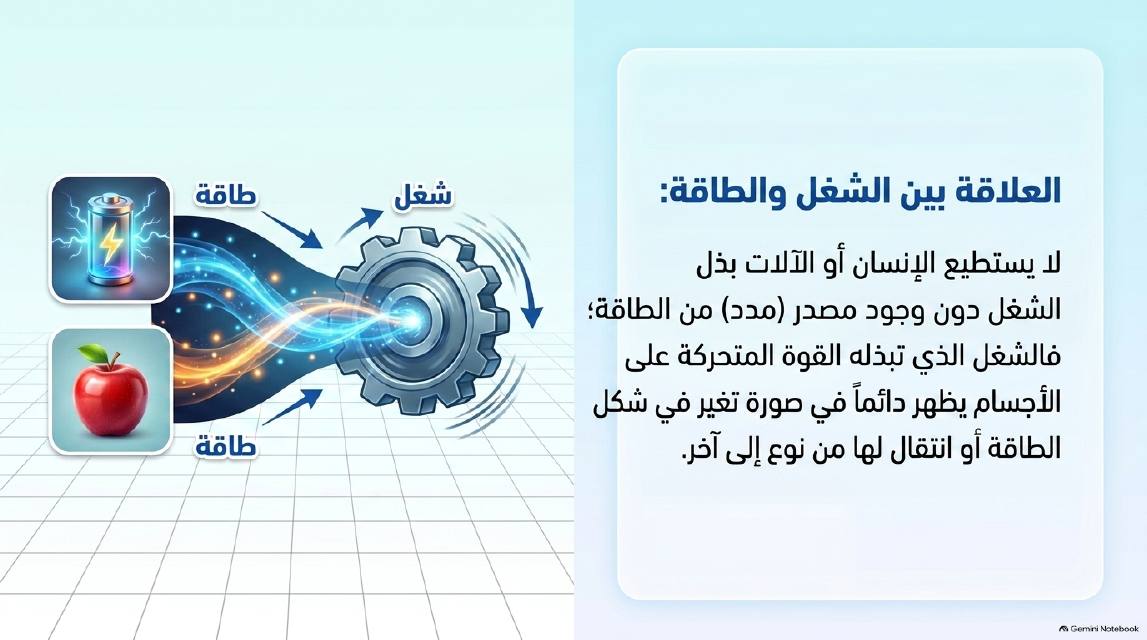 العلاقة بين الشغل والطاقة:
لا يستطيع الإنسان أو الآلات بذل
الشغل دون وجود مصدر (مدد) من الطاقة؛
فالشغل الذي تبذله القوة المتحركة على
الأجسام يظهر دائماً في صورة تغير في شكل
الطاقة أو انتقال لها من نوع إلى آخر.
شغل
طاقة
طاقة
Gemini Notebook